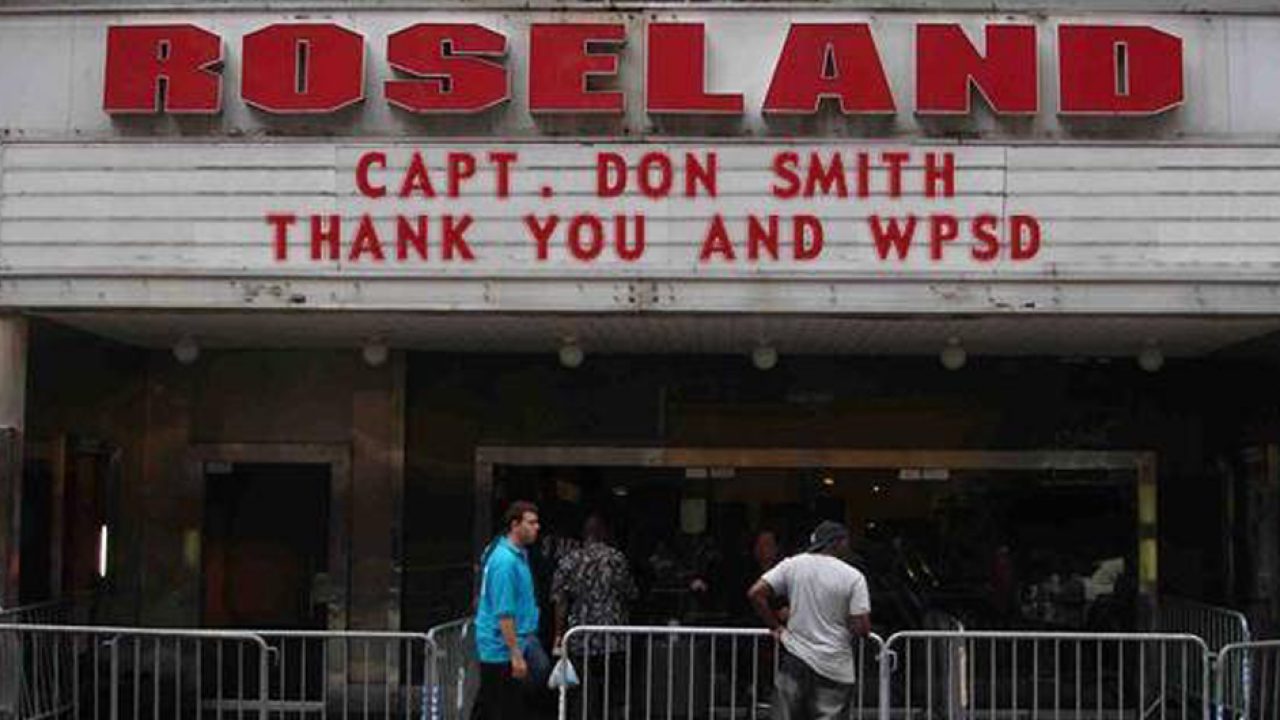 ROSELAND
CAPT. DON SMITH
THANK YOU AND WPSD